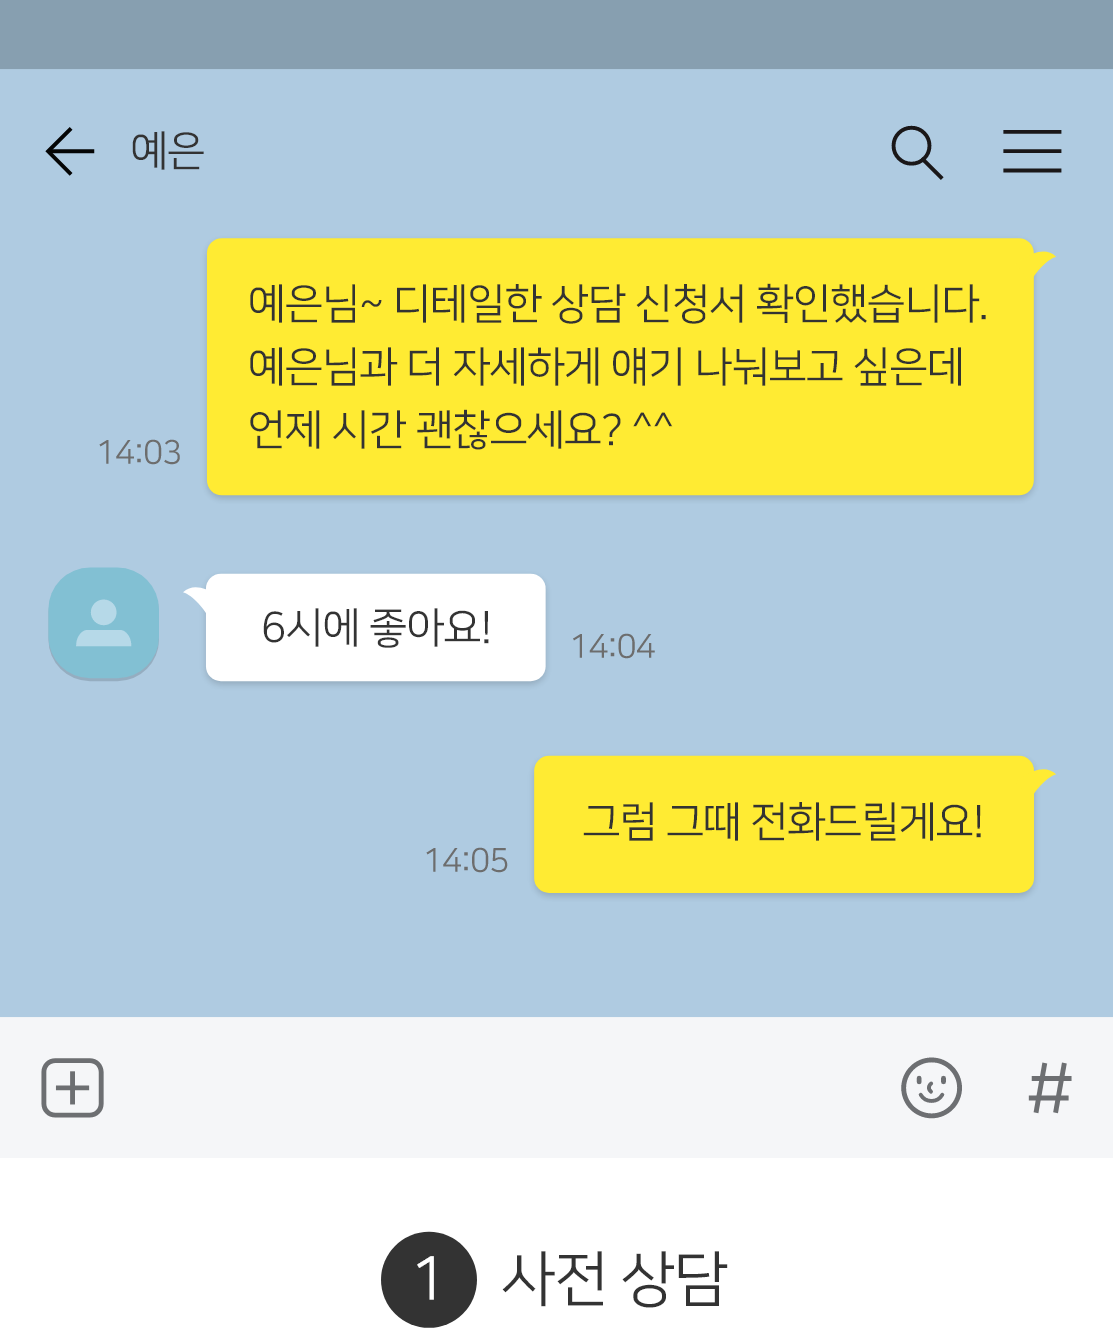 예은
예은님~ 디테일한 상담 신청서 확인했습니다.
예은님과 더 자세하게 얘기 나눠보고 싶은데
언제 시간 괜찮으세요? ^^
14:03
6시에 좋아요!
14:04
그럼 그때 전화드릴게요!
14:05
#
1 사전 상담